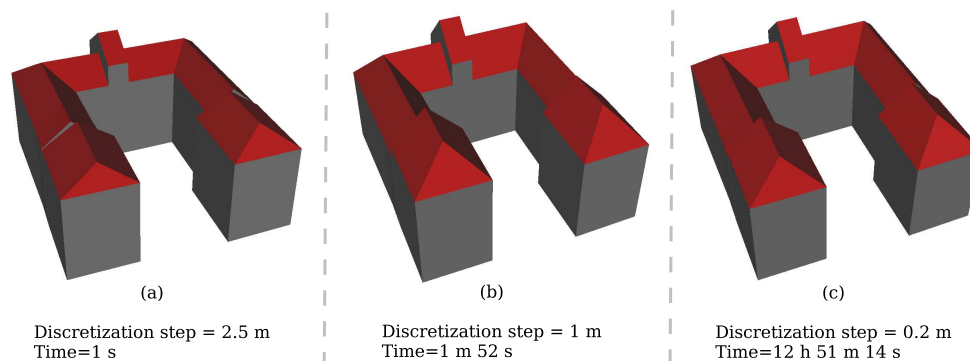 (a)
Discretization step = 2.5 m
Time=1 s
(b)
Discretization step = 1 m
Time=1 m 52 s
(c)
Discretization step = 0.2 m
Time=12 h 51 m 14 s